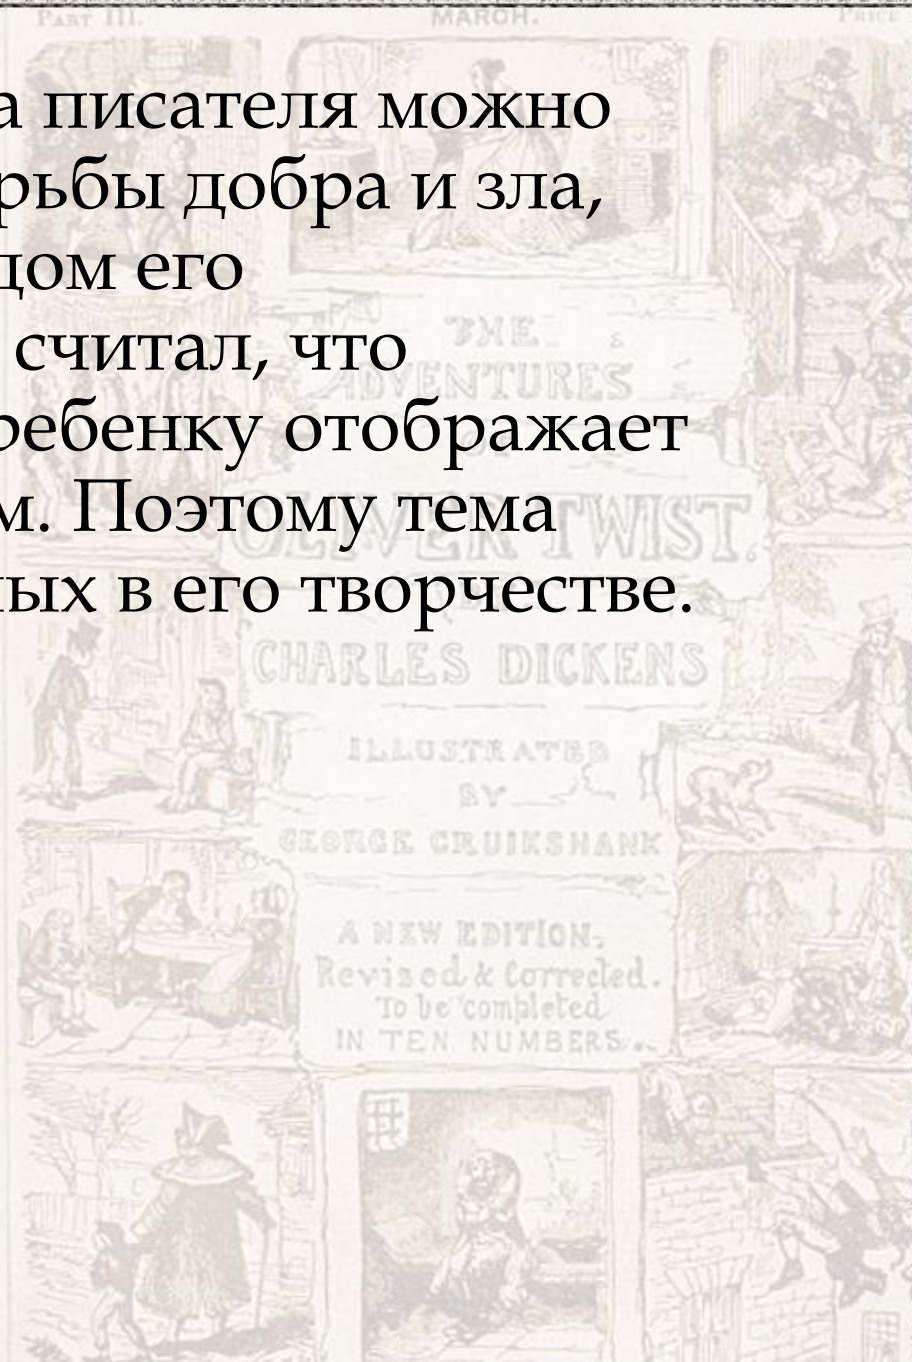 PART III.
MARCH.
PRICE
а писателя можно
рьбы добра и зла,
дом его
считал, что
ребенку отображает
м. Поэтому тема
ых в его творчестве.
THE
ADVENTURES
OLIVER TWIST.
CHARLES DICKENS
ILLUSTRATED
BY
GEORGE CRUIKSHANK
A NEW EDITION,
Revised & Corrected.
To be completed
IN TEN NUMBERS.